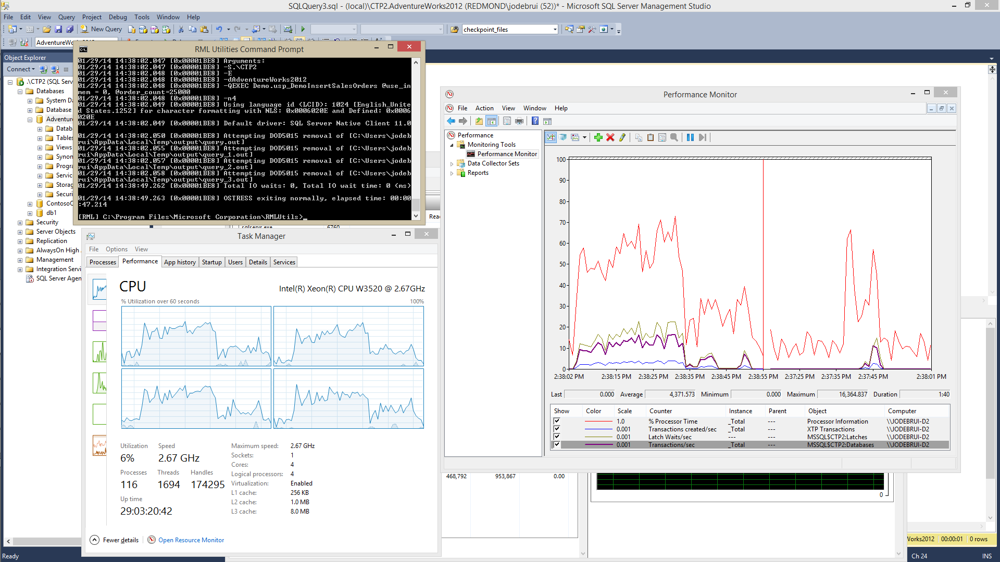 SQLQuery3.sql - (local)\CTP2.AdventureWorks2012 (REDMOND\jodebrui (52))* - Microsoft SQL Server Management Studio
File Edit View Query Project Debug Tools Window Help
New Query
checkpoint_files
Object Explorer
Connect
.\CTP2 (SQL Serv
Databases
System Da
Database
Adventure
Datab
Tables
Views
Synon
Progra
Servic
Storag
Securi
ContosoC
db1
Security
Server Objects
Replication
AlwaysOn High
Management
Integration Servi
SQL Server Agen
RML Utilities Command Prompt
01/29/14 14:38:02.047 [0x00001BE8] Arguments:
01/29/14 14:38:02.047 [0x00001BE8] -S.\CTP2
01/29/14 14:38:02.048 [0x00001BE8] -E
01/29/14 14:38:02.048 [0x00001BE8] -dAdventureWorks2012
01/29/14 14:38:02.048 [0x00001BE8] -QEXEC Demo.usp_DemoInsertSalesOrders @use_in
mem = 0, @order_count=25000
01/29/14 14:38:02.048 [0x00001BE8] -n4
01/29/14 14:38:02.049 [0x00001BE8] Using language id (LCID): 1024 [English_Unite
d States.1252] for character formatting with NLS: 0x0006020E and Defined: 0x0006
020E
01/29/14 14:38:02.049 [0x00001BE8] Default driver: SQL Server Native Client 11.0
01/29/14 14:38:02.050 [0x00001BE8] Attempting DOD5015 removal of [C:\Users\jodeb
rui\AppData\Local\Temp\output\query.out]
01/29/14 14:38:02.055 [0x00001BE8] Attempting DOD5015 removal of [C:\Users\jodeb
rui\AppData\Local\Temp\output\query_1.out]
01/29/14 14:38:02.057 [0x00001BE8] Attempting DOD5015 removal of [C:\Users\jodeb
rui\AppData\Local\Temp\output\query_2.out]
01/29/14 14:38:02.058 [0x00001BE8] Attempting DOD5015 removal of [C:\Users\jodeb
rui\AppData\Local\Temp\output\query_3.out]
01/29/14 14:38:49.262 [0x00001BE8] Total IO waits: 0, Total IO wait time: 0 (ms)
01/29/14 14:38:49.263 [0x00001BE8] OSTRESS exiting normally, elapsed time: 00:00
:47.214
[RML] C:\Program Files\Microsoft Corporation\RMLUtils>_
Rea
6760
Task Manager
File Options View
Processes Performance App history Startup Users Details Services
CPU Intel(R) Xeon(R) CPU W3520 @ 2.67GHz
% Utilization over 60 seconds 100%
Utilization Speed
6% 2.67 GHz
Processes Threads Handles
116 1694 174295
Up time
29:03:20:42
Maximum speed: 2.67 GHz
Sockets: 1
Cores: 4
Logical processors: 4
Virtualization: Enabled
L1 cache: 256 KB
L2 cache: 1.0 MB
L3 cache: 8.0 MB
Fewer details Open Resource Monitor
Performance Monitor
File Action View Window Help
Performance
Monitoring Tools
Performance Monitor
Data Collector Sets
Reports
100
90
80
70
60
50
40
30
20
10
0
2:38:02 PM 2:38:15 PM 2:38:25 PM 2:38:35 PM 2:38:45 PM 2:38:55 PM 2:37:25 PM 2:37:35 PM 2:37:45 PM 2:38:01 PM
Last 0.000 Average 4,371.573 Minimum 0.000 Maximum 16,364.837 Duration 1:40
Show Color Scale Counter Instance Parent Object Computer
1.0 % Processor Time _Total --- Processor Information \\JODEBRUI-D2
0.001 Transactions created/sec _Total --- XTP Transactions \\JODEBRUI-D2
0.001 Latch Waits/sec --- --- MSSQL$CTP2:Latches \\JODEBRUI-D2
0.001 Transactions/sec _Total --- MSSQL$CTP2:Databases \\JODEBRUI-D2
468,792 953,867 0.00
0
Works2012 00:00:01 0 rows
Ready Ch 24 INS